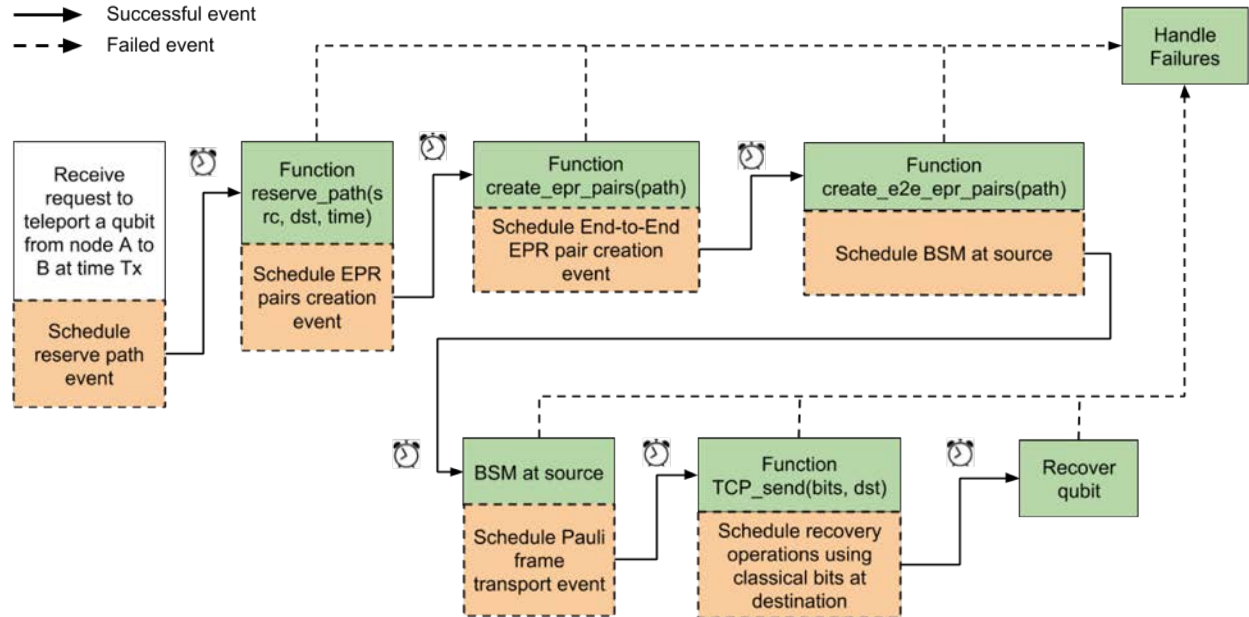 Successful event
Failed event
Handle
Failures
Receive
request to
teleport a qubit
from node A to
B at time Tx
Schedule
reserve path
event
Function
reserve_path(s
rc, dst, time)
Schedule EPR
pairs creation
event
Function
create_epr_pairs(path)
Schedule End-to-End
EPR pair creation
event
Function
create_e2e_epr_pairs(path)
Schedule BSM at source
BSM at source
Schedule Pauli
frame
transport event
Function
TCP_send(bits, dst)
Schedule recovery
operations using
classical bits at
destination
Recover
qubit